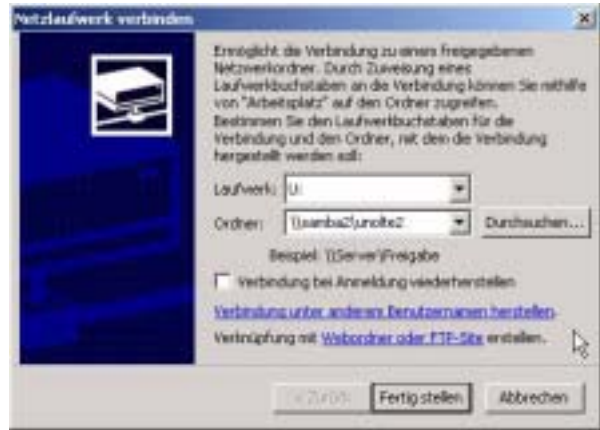 Netzlaufwerk verbinden
Ermöglicht die Verbindung zu einem freigegebenen
Netzwerkordner. Durch Zuweisung eines
Laufwerkbuchstaben an die Verbindung können Sie mithilfe
von "Arbeitsplatz" auf den Ordner zugreifen.
Bestimmen Sie den Laufwerkbuchstaben für die
Verbindung und den Ordner, mit dem die Verbindung
hergestellt werden soll:
Laufwerk: U:
Ordner: \\samba2\unolte2 Durchsuchen...
Beispiel: \\Server\Freigabe
Verbindung bei Anmeldung wiederherstellen
Verbindung unter anderem Benutzernamen herstellen.
Verknüpfung mit Webordner oder FTP-Site erstellen.
< Zurück Fertig stellen Abbrechen